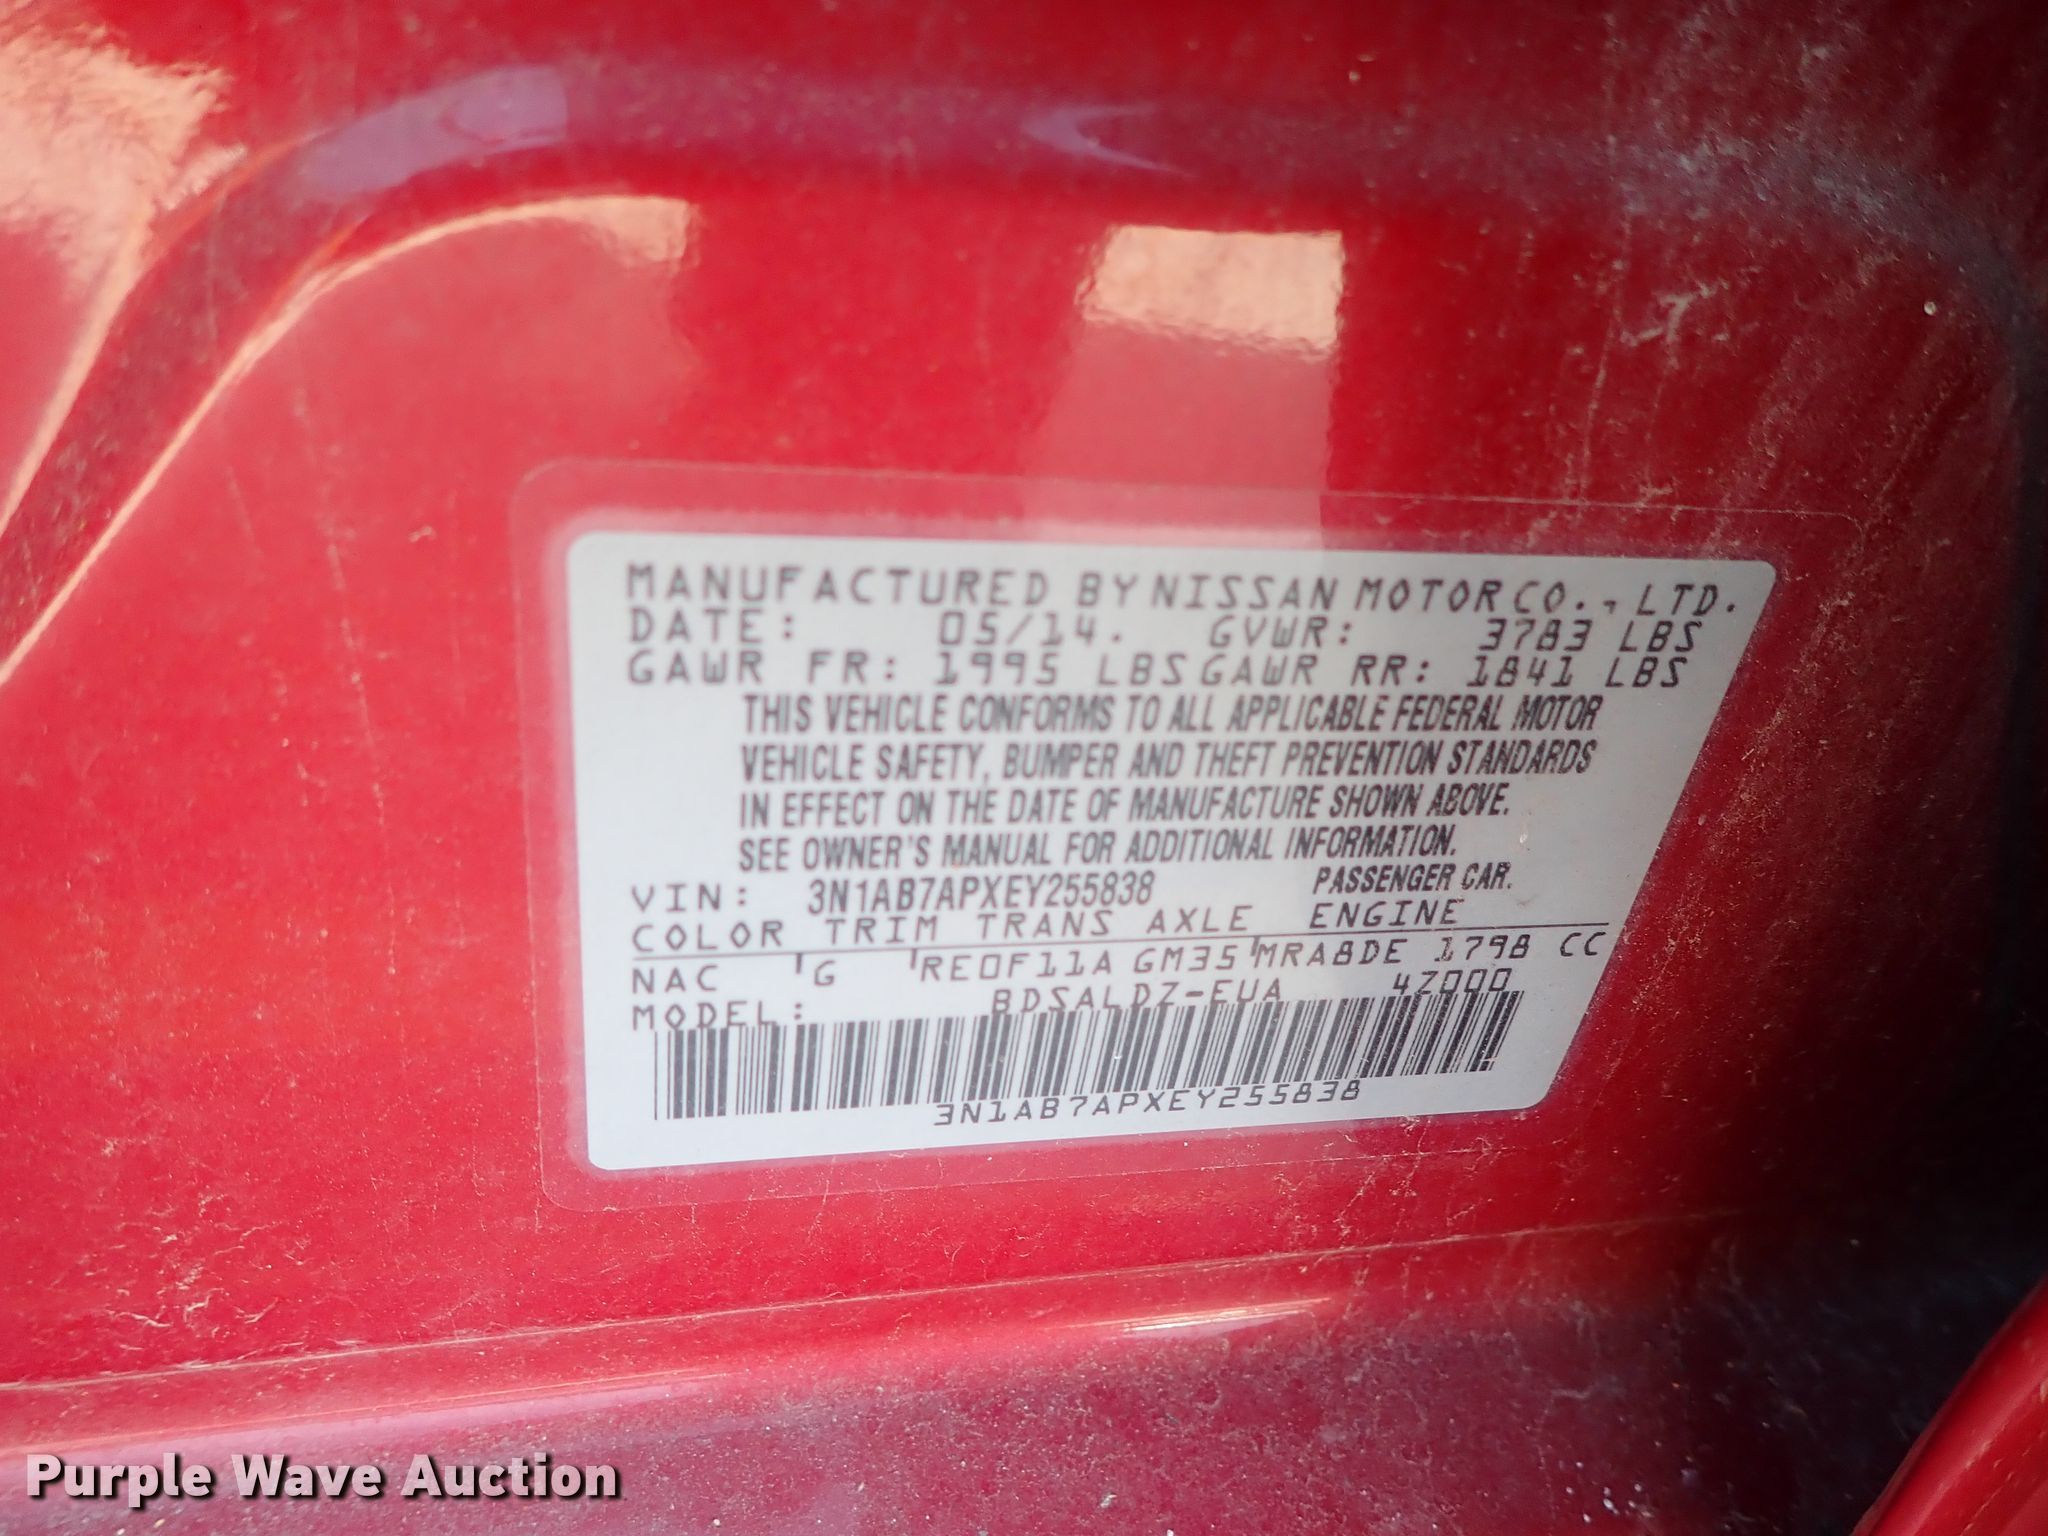 MANUFACTURED BY NISSAN MOTOR CO., LTD.
DATE: 05/14. GVWR: 3783 LBS
GAWR FR: 1995 LBS GAWR RR: 1841 LBS
THIS VEHICLE CONFORMS TO ALL APPLICABLE FEDERAL MOTOR
VEHICLE SAFETY, BUMPER AND THEFT PREVENTION STANDARDS
IN EFFECT ON THE DATE OF MANUFACTURE SHOWN ABOVE.
SEE OWNER'S MANUAL FOR ADDITIONAL INFORMATION.
VIN: 3N1AB7APXEY255838 PASSENGER CAR.
COLOR TRIM TRANS AXLE ENGINE
NAC G RE0F11A GM35 MRA8DE 1798 CC
MODEL: BDSALDZ-EUA 4Z000
3N1AB7APXEY255838
Purple Wave Auction